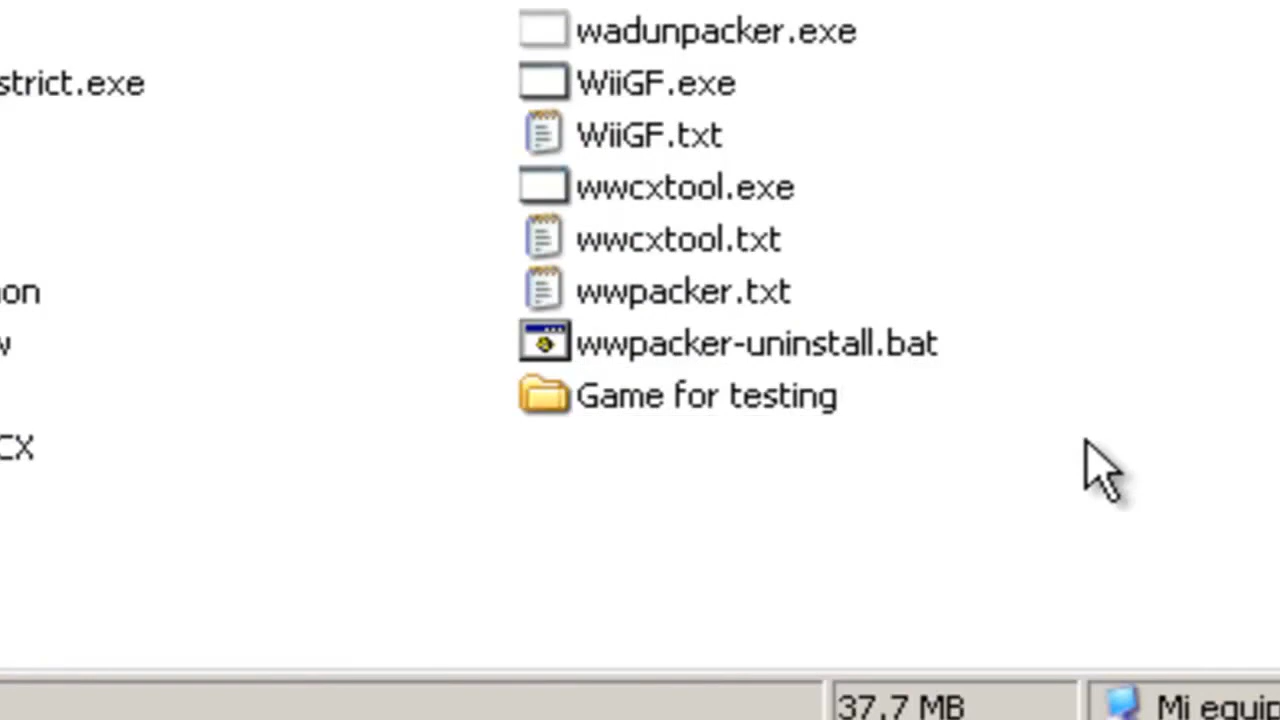 wadunpacker.exe
strict.exe
WiiGF.exe
WiiGF.txt
wwcxtool.exe
wwcxtool.txt
on
wwpacker.txt
w
wwpacker-uninstall.bat
Game for testing
CX
37,7 MB
Mi equip